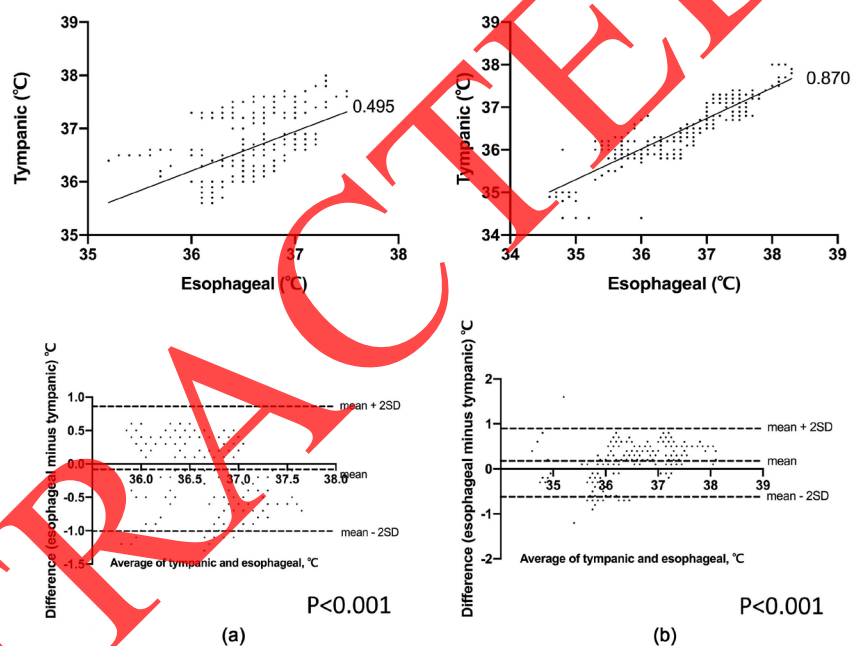 39
38
37
36
35
Tympanic (℃)
0.495
35
36
37
38
Esophageal (℃)
39
38
37
36
35
34
Tympanic (℃)
0.870
34
35
36
37
38
39
Esophageal (℃)
Difference (esophageal minus tympanic) ℃
1.0
0.5
0.0
-0.5
-1.0
-1.5
mean + 2SD
mean
mean - 2SD
36.0
36.5
37.0
37.5
38.0
Average of tympanic and esophageal, ℃
P<0.001
(a)
Difference (esophageal minus tympanic) ℃
2
1
0
-1
-2
mean + 2SD
mean
mean - 2SD
35
36
37
38
39
Average of tympanic and esophageal, ℃
P<0.001
(b)
TRACTE